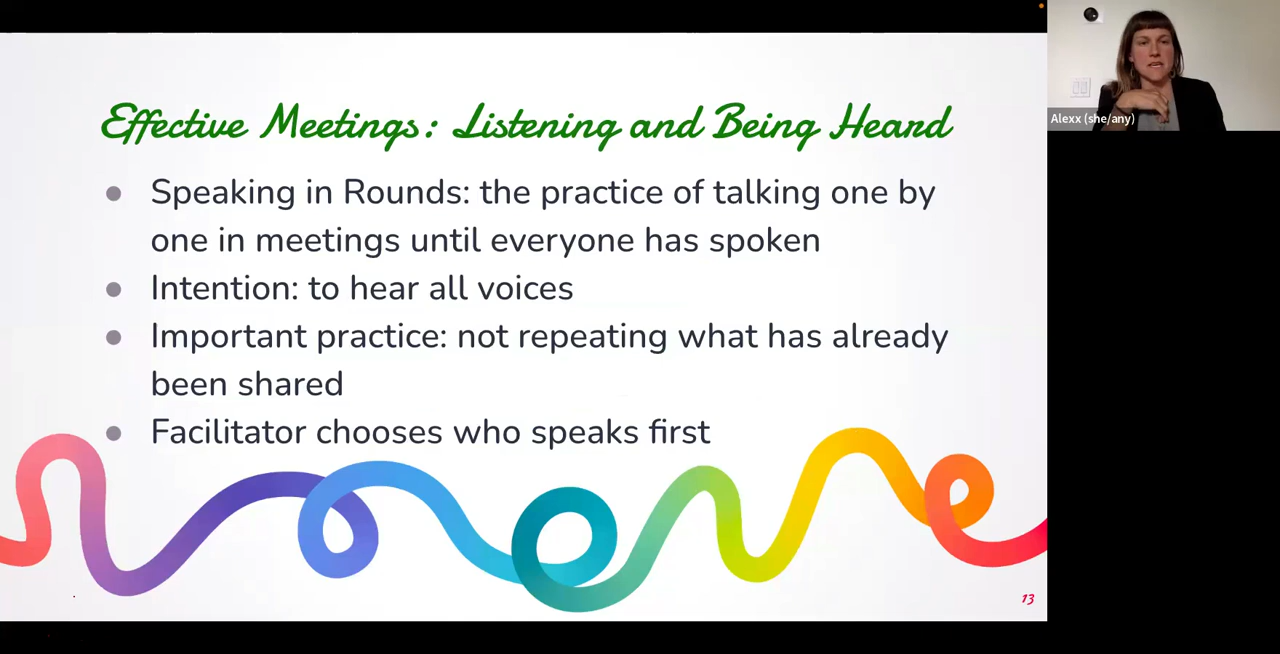 Effective Meetings: Listening and Being Heard
● Speaking in Rounds: the practice of talking one by
one in meetings until everyone has spoken
● Intention: to hear all voices
● Important practice: not repeating what has already
been shared
● Facilitator chooses who speaks first
13
Alexx (she/any)